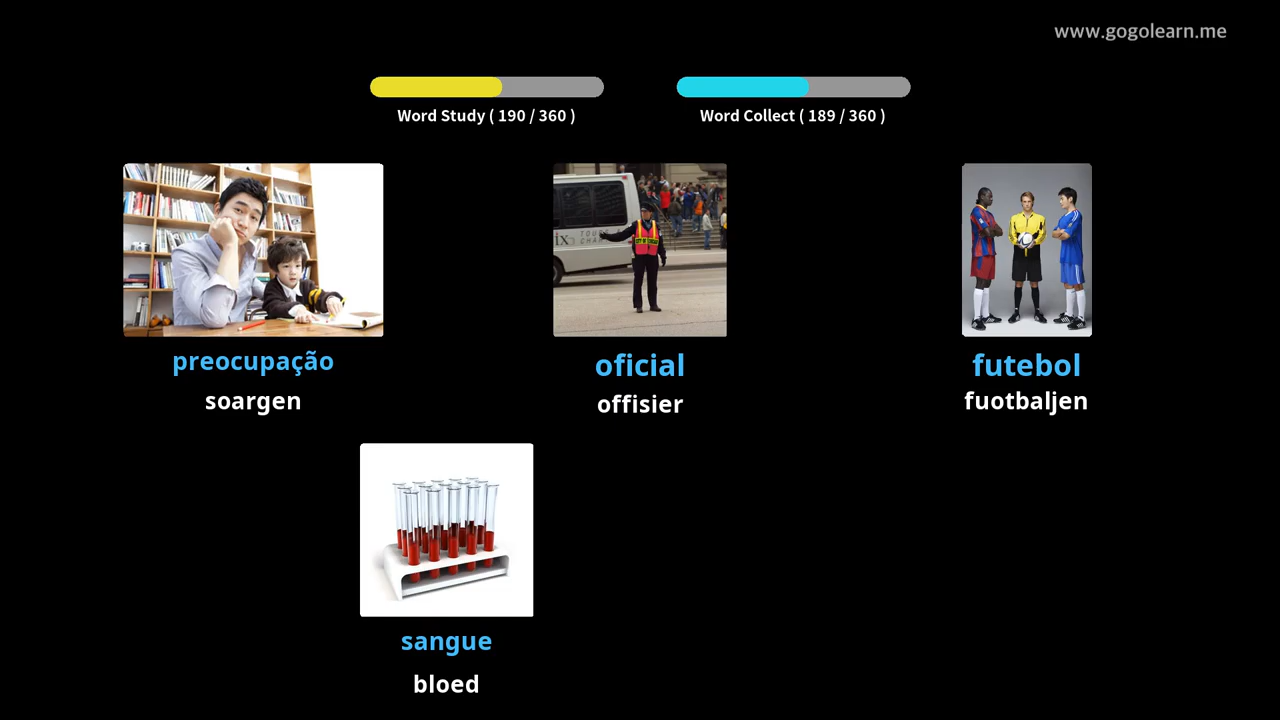 www.gogolearn.me
Word Study ( 190 / 360 )
Word Collect ( 189 / 360 )
preocupação
soargen
oficial
offisier
futebol
fuotbaljen
sangue
bloed